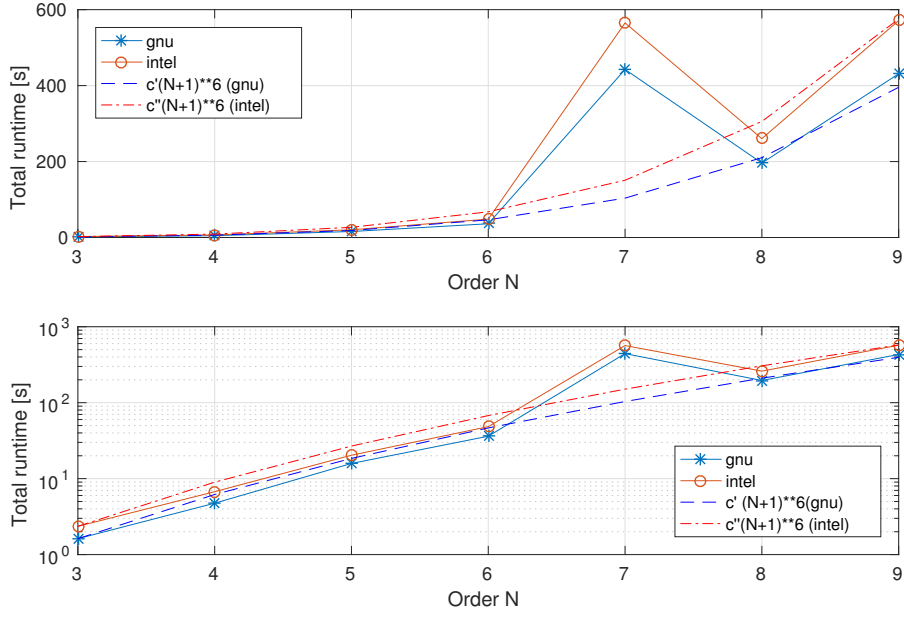 600
400
200
0
Total runtime [s]
gnu
intel
c'(N+1)**6 (gnu)
c''(N+1)**6 (intel)
3 4 5 6 7 8 9
Order N
10^3
10^2
10^1
10^0
Total runtime [s]
gnu
intel
c' (N+1)**6(gnu)
c''(N+1)**6 (intel)
3 4 5 6 7 8 9
Order N